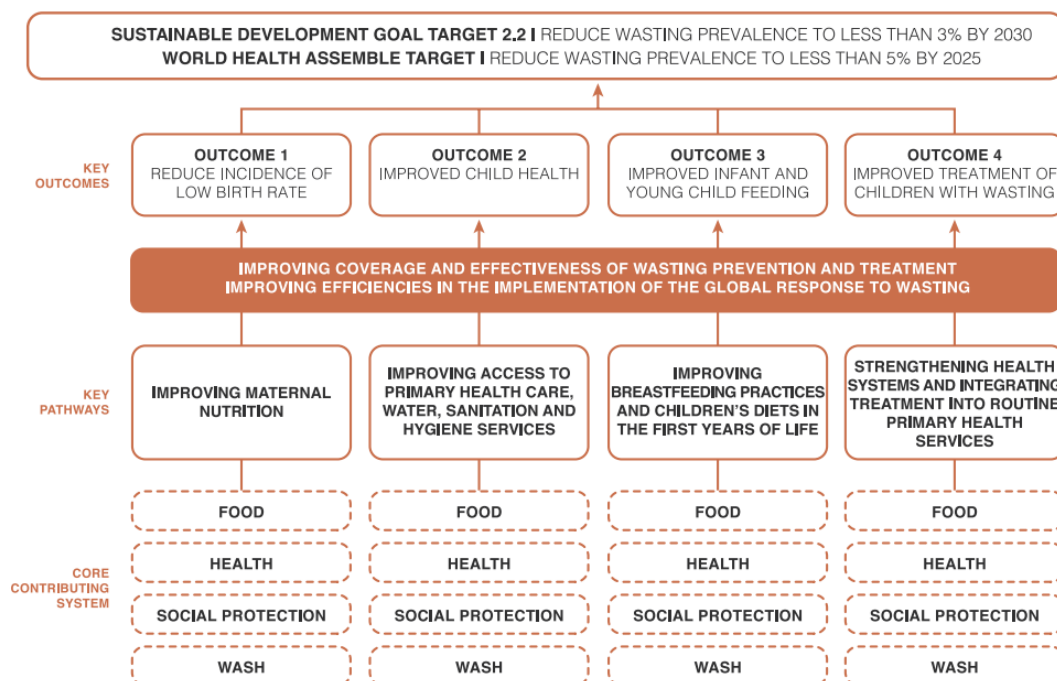 SUSTAINABLE DEVELOPMENT GOAL TARGET 2.2 I REDUCE WASTING PREVALENCE TO LESS THAN 3% BY 2030
WORLD HEALTH ASSEMBLE TARGET I REDUCE WASTING PREVALENCE TO LESS THAN 5% BY 2025
KEY
OUTCOMES
OUTCOME 1
REDUCE INCIDENCE OF
LOW BIRTH RATE
OUTCOME 2
IMPROVED CHILD HEALTH
OUTCOME 3
IMPROVED INFANT AND
YOUNG CHILD FEEDING
OUTCOME 4
IMPROVED TREATMENT OF
CHILDREN WITH WASTING
IMPROVING COVERAGE AND EFFECTIVENESS OF WASTING PREVENTION AND TREATMENT
IMPROVING EFFICIENCIES IN THE IMPLEMENTATION OF THE GLOBAL RESPONSE TO WASTING
KEY
PATHWAYS
IMPROVING MATERNAL
NUTRITION
IMPROVING ACCESS TO
PRIMARY HEALTH CARE,
WATER, SANITATION AND
HYGIENE SERVICES
IMPROVING
BREASTFEEDING PRACTICES
AND CHILDREN'S DIETS IN
THE FIRST YEARS OF LIFE
STRENGTHENING HEALTH
SYSTEMS AND INTEGRATING
TREATMENT INTO ROUTINE
PRIMARY HEALTH
SERVICES
CORE
CONTRIBUTING
SYSTEM
FOOD
FOOD
FOOD
FOOD
HEALTH
HEALTH
HEALTH
HEALTH
SOCIAL PROTECTION
SOCIAL PROTECTION
SOCIAL PROTECTION
SOCIAL PROTECTION
WASH
WASH
WASH
WASH